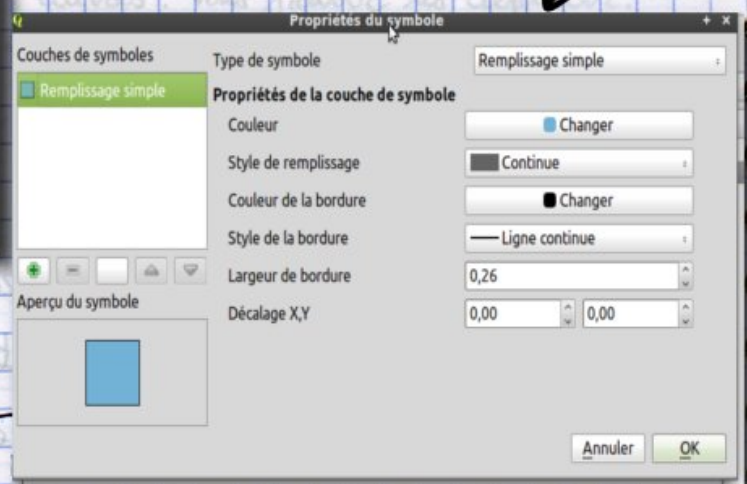 Propriétés du symbole
Couches de symboles
Remplissage simple
Type de symbole Remplissage simple
Propriétés de la couche de symbole
Couleur Changer
Style de remplissage Continue
Couleur de la bordure Changer
Style de la bordure Ligne continue
Largeur de bordure 0,26
Décalage X,Y 0,00 0,00
Aperçu du symbole
Annuler OK